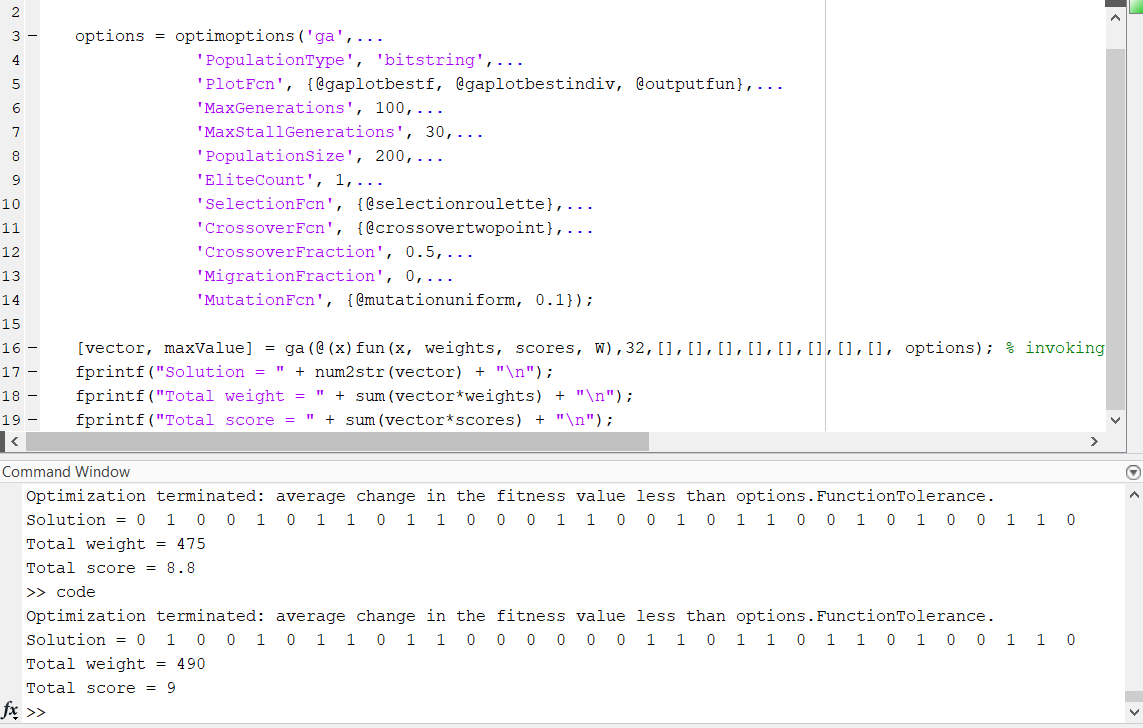 2
3 – options = optimoptions('ga',...
4 'PopulationType', 'bitstring',...
5 'PlotFcn', {@gaplotbestf, @gaplotbestindiv, @outputfun},...
6 'MaxGenerations', 100,...
7 'MaxStallGenerations', 30,...
8 'PopulationSize', 200,...
9 'EliteCount', 1,...
10 'SelectionFcn', {@selectionroulette},...
11 'CrossoverFcn', {@crossovertwopoint},...
12 'CrossoverFraction', 0.5,...
13 'MigrationFraction', 0,...
14 'MutationFcn', {@mutationuniform, 0.1});
15
16 – [vector, maxValue] = ga(@(x)fun(x, weights, scores, W),32,[],[],[],[],[],[],[],[], options); % invoking
17 – fprintf("Solution = " + num2str(vector) + "\n");
18 – fprintf("Total weight = " + sum(vector*weights) + "\n");
19 – fprintf("Total score = " + sum(vector*scores) + "\n");
Command Window
Optimization terminated: average change in the fitness value less than options.FunctionTolerance.
Solution = 0 1 0 0 1 0 1 1 0 1 1 0 0 0 1 1 0 0 1 0 1 1 0 0 1 0 1 0 0 1 1 0
Total weight = 475
Total score = 8.8
>> code
Optimization terminated: average change in the fitness value less than options.FunctionTolerance.
Solution = 0 1 0 0 1 0 1 1 0 1 1 0 0 0 0 0 0 1 1 0 1 1 0 1 1 0 1 0 0 1 1 0
Total weight = 490
Total score = 9
fx >>